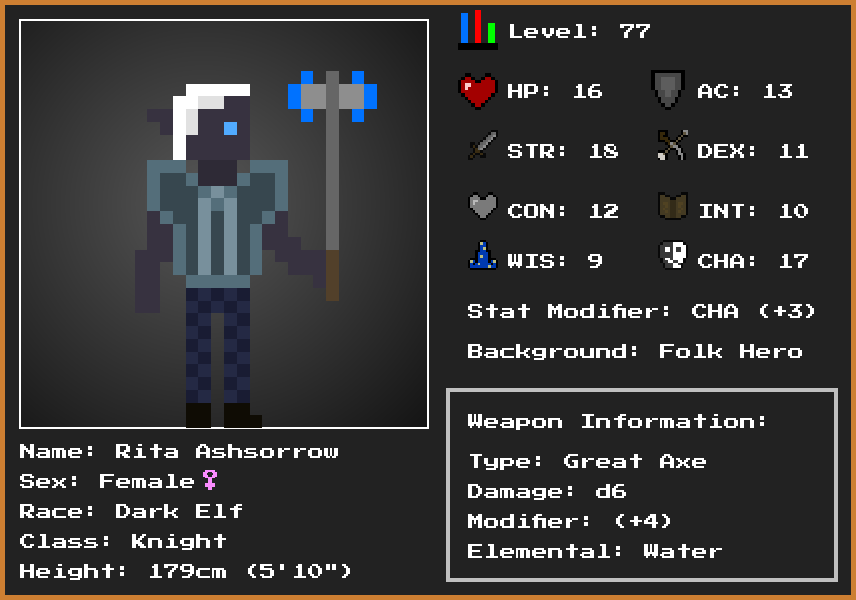 Level: 77
HP: 16
AC: 13
STR: 18
DEX: 11
CON: 12
INT: 10
WIS: 9
CHA: 17
Stat Modifier: CHA (+3)
Background: Folk Hero
Weapon Information:
Type: Great Axe
Damage: d6
Modifier: (+4)
Elemental: Water
Name: Rita Ashsorrow
Sex: Female♀
Race: Dark Elf
Class: Knight
Height: 179cm (5'10")